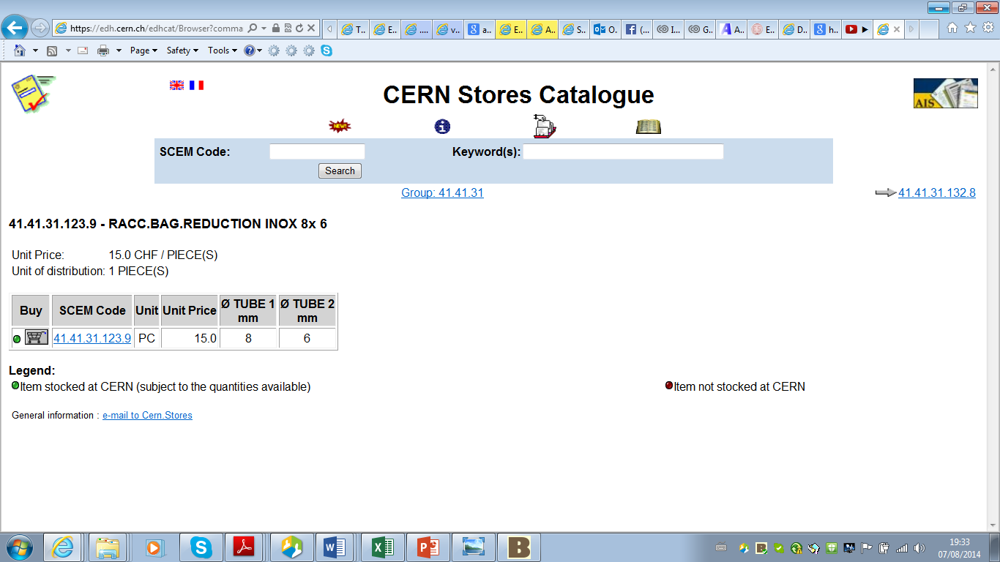 https://edh.cern.ch/edhcat/Browser?comma
T... E... .... v... a... E... A... S... O... (... I... G... A... E... D... h...
Page Safety Tools
CERN Stores Catalogue
AIS
NEW!
SCEM Code: Keyword(s):
Search
Group: 41.41.31 41.41.31.132.8
41.41.31.123.9 - RACC.BAG.REDUCTION INOX 8x 6
Unit Price: 15.0 CHF / PIECE(S)
Unit of distribution: 1 PIECE(S)
Buy SCEM Code Unit Unit Price Ø TUBE 1 mm Ø TUBE 2 mm
41.41.31.123.9 PC 15.0 8 6
Legend:
Item stocked at CERN (subject to the quantities available) Item not stocked at CERN
General information : e-mail to Cern.Stores
19:33
07/08/2014